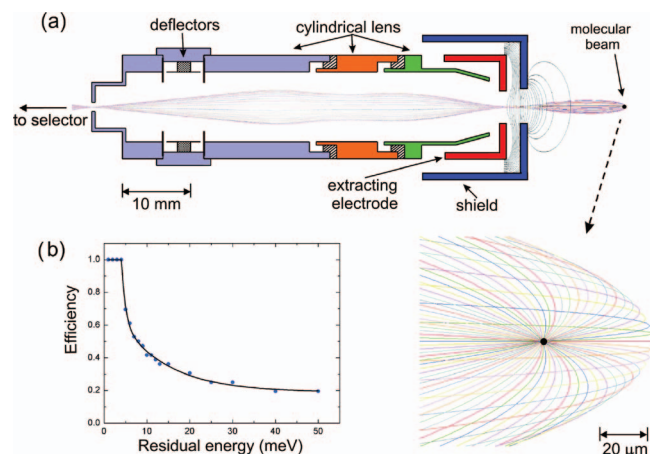 (a)
deflectors
cylindrical lens
molecular
beam
to selector
10 mm
extracting
electrode
shield
(b)
Efficiency
1.0
0.8
0.6
0.4
0.2
0.0
0 10 20 30 40 50
Residual energy (meV)
20 µm